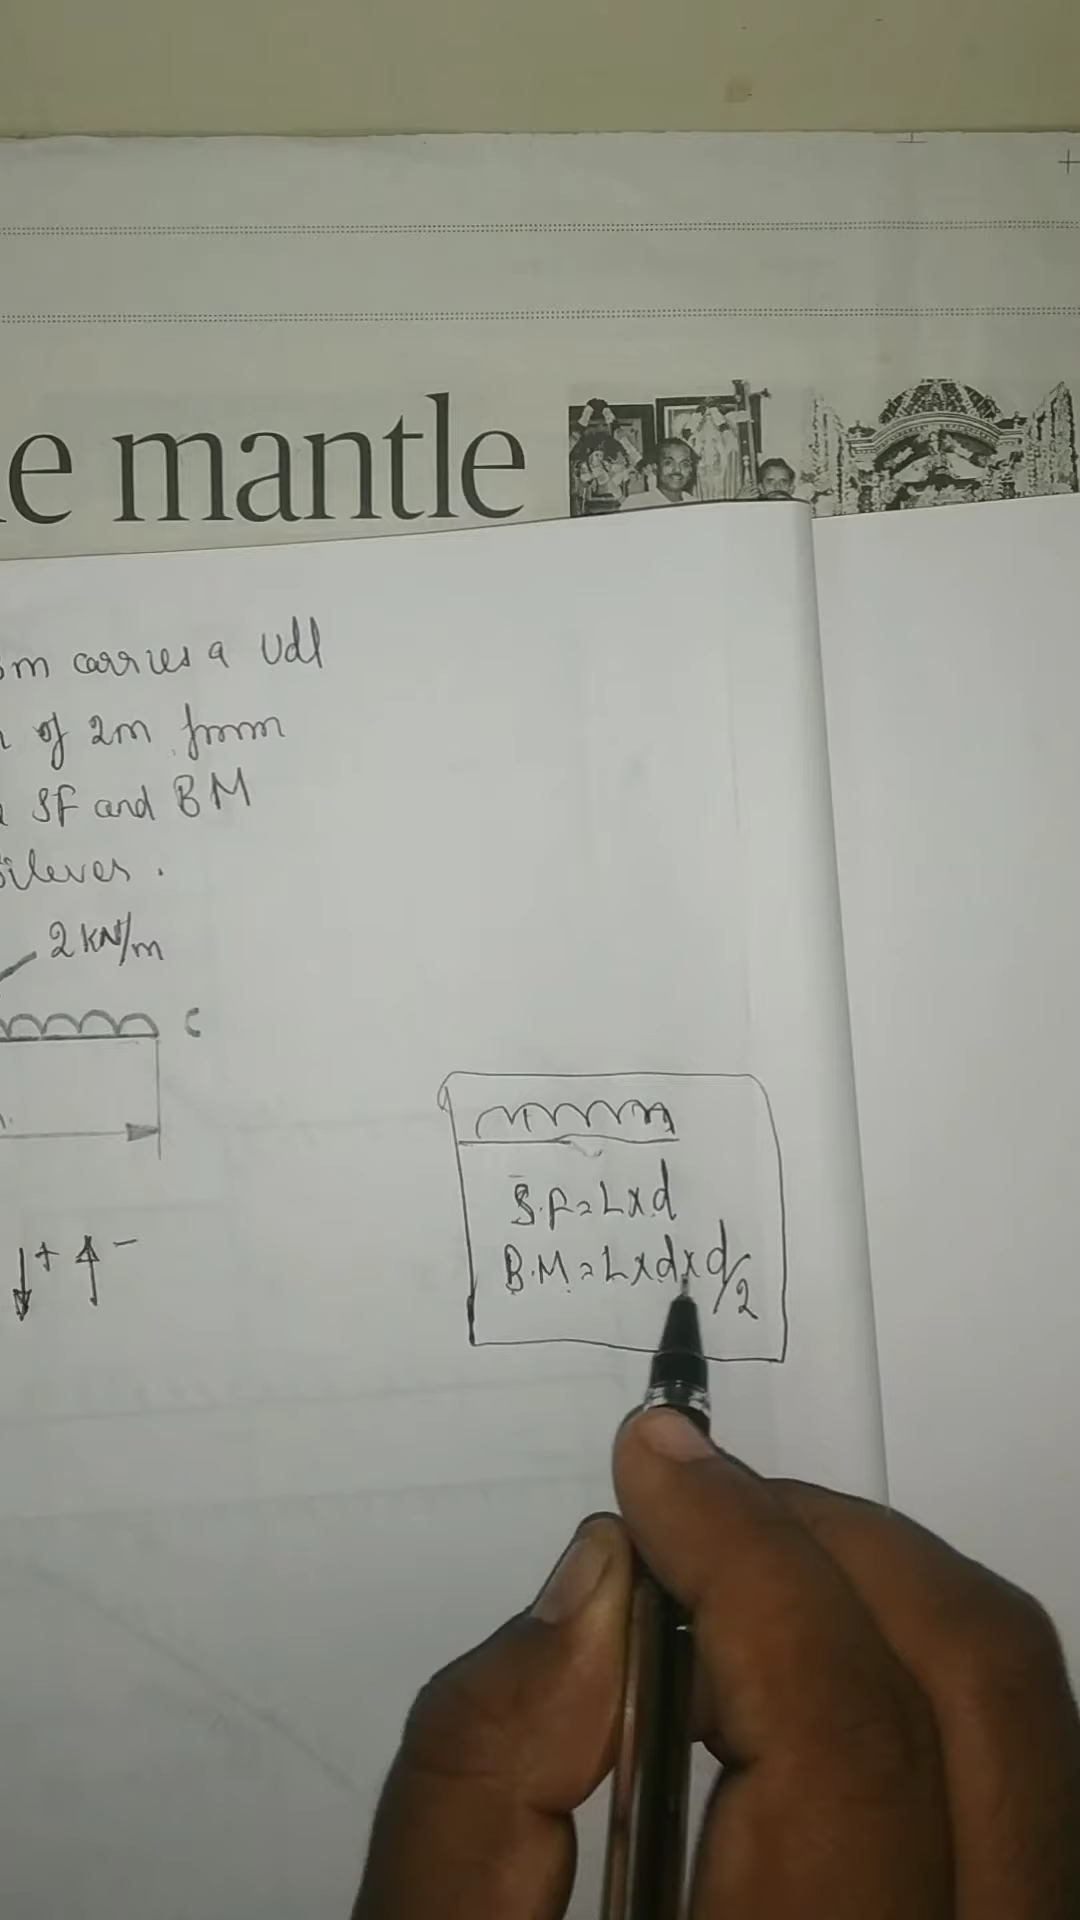 e mantle
m carries a Udl
of 2m from
SF and BM
ilever.
2 KN/m
C
+ -
S.F = L x d
B.M = L x d x d/2